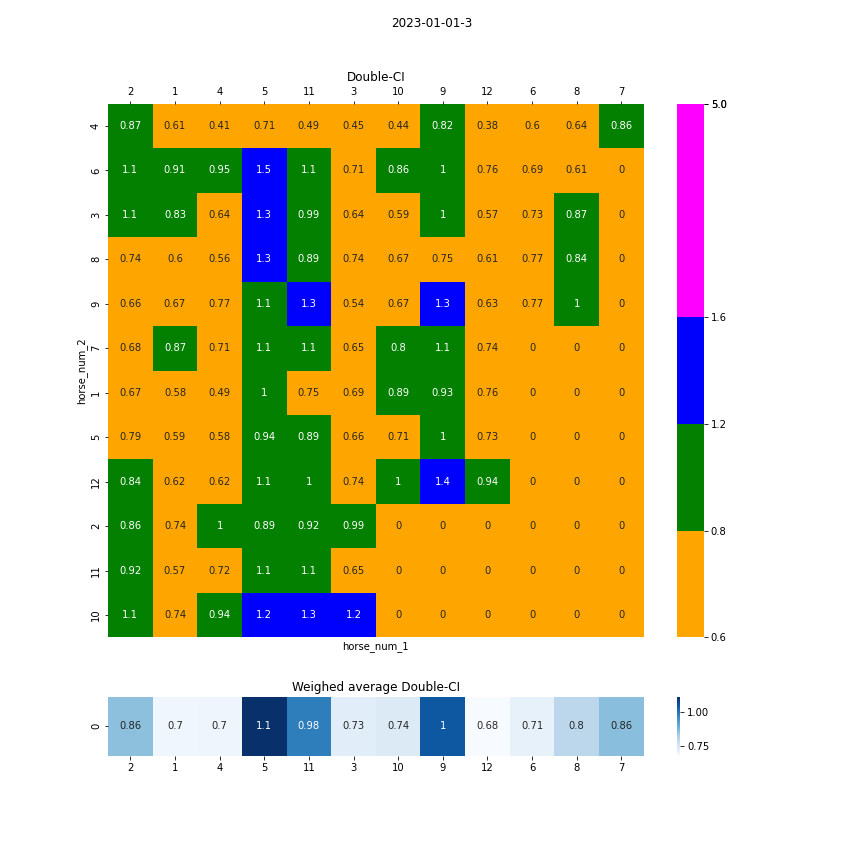 2023-01-01-3
Double-CI
2 1 4 5 11 3 10 9 12 6 8 7
4 0.87 0.61 0.41 0.71 0.49 0.45 0.44 0.82 0.38 0.6 0.64 0.86
6 1.1 0.91 0.95 1.5 1.1 0.71 0.86 1 0.76 0.69 0.61 0
3 1.1 0.83 0.64 1.3 0.99 0.64 0.59 1 0.57 0.73 0.87 0
8 0.74 0.6 0.56 1.3 0.89 0.74 0.67 0.75 0.61 0.77 0.84 0
9 0.66 0.67 0.77 1.1 1.3 0.54 0.67 1.3 0.63 0.77 1 0
7 0.68 0.87 0.71 1.1 1.1 0.65 0.8 1.1 0.74 0 0 0
1 0.67 0.58 0.49 1 0.75 0.69 0.89 0.93 0.76 0 0 0
5 0.79 0.59 0.58 0.94 0.89 0.66 0.71 1 0.73 0 0 0
12 0.84 0.62 0.62 1.1 1 0.74 1 1.4 0.94 0 0 0
2 0.86 0.74 1 0.89 0.92 0.99 0 0 0 0 0 0
11 0.92 0.57 0.72 1.1 1.1 0.65 0 0 0 0 0 0
10 1.1 0.74 0.94 1.2 1.3 1.2 0 0 0 0 0 0
horse_num_2
horse_num_1
5.0
1.6
1.2
0.8
0.6
Weighed average Double-CI
0 0.86 0.7 0.7 1.1 0.98 0.73 0.74 1 0.68 0.71 0.8 0.86
2 1 4 5 11 3 10 9 12 6 8 7
1.00
0.75